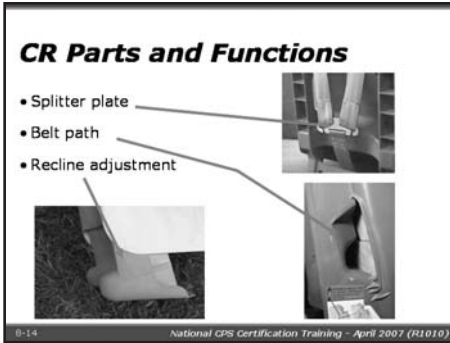 CR Parts and Functions
• Splitter plate
• Belt path
• Recline adjustment
8-14
National CPS Certification Training - April 2007 (R1010)